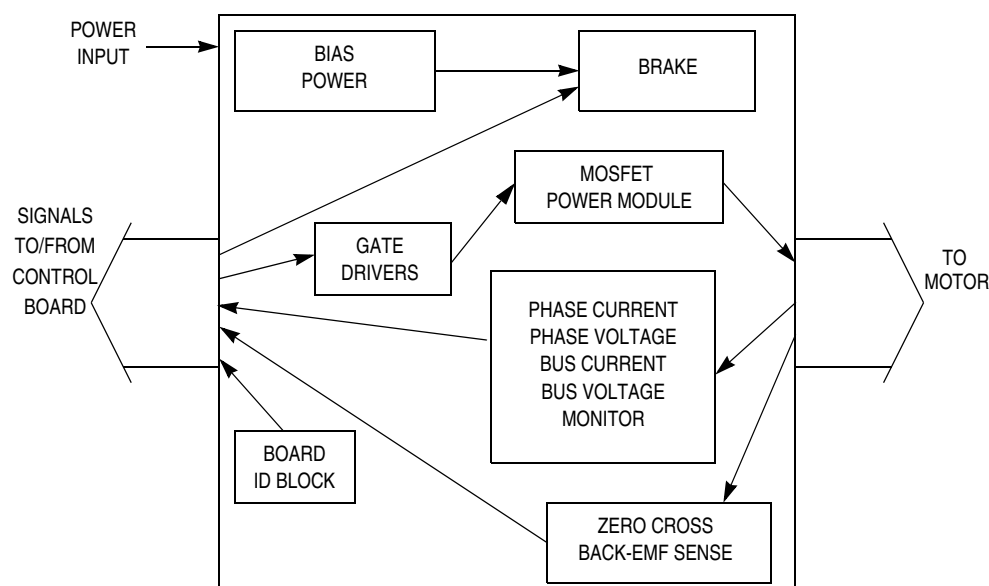 POWER
INPUT
BIAS
POWER
BRAKE
MOSFET
POWER MODULE
SIGNALS
TO/FROM
CONTROL
BOARD
GATE
DRIVERS
TO
MOTOR
PHASE CURRENT
PHASE VOLTAGE
BUS CURRENT
BUS VOLTAGE
MONITOR
BOARD
ID BLOCK
ZERO CROSS
BACK-EMF SENSE